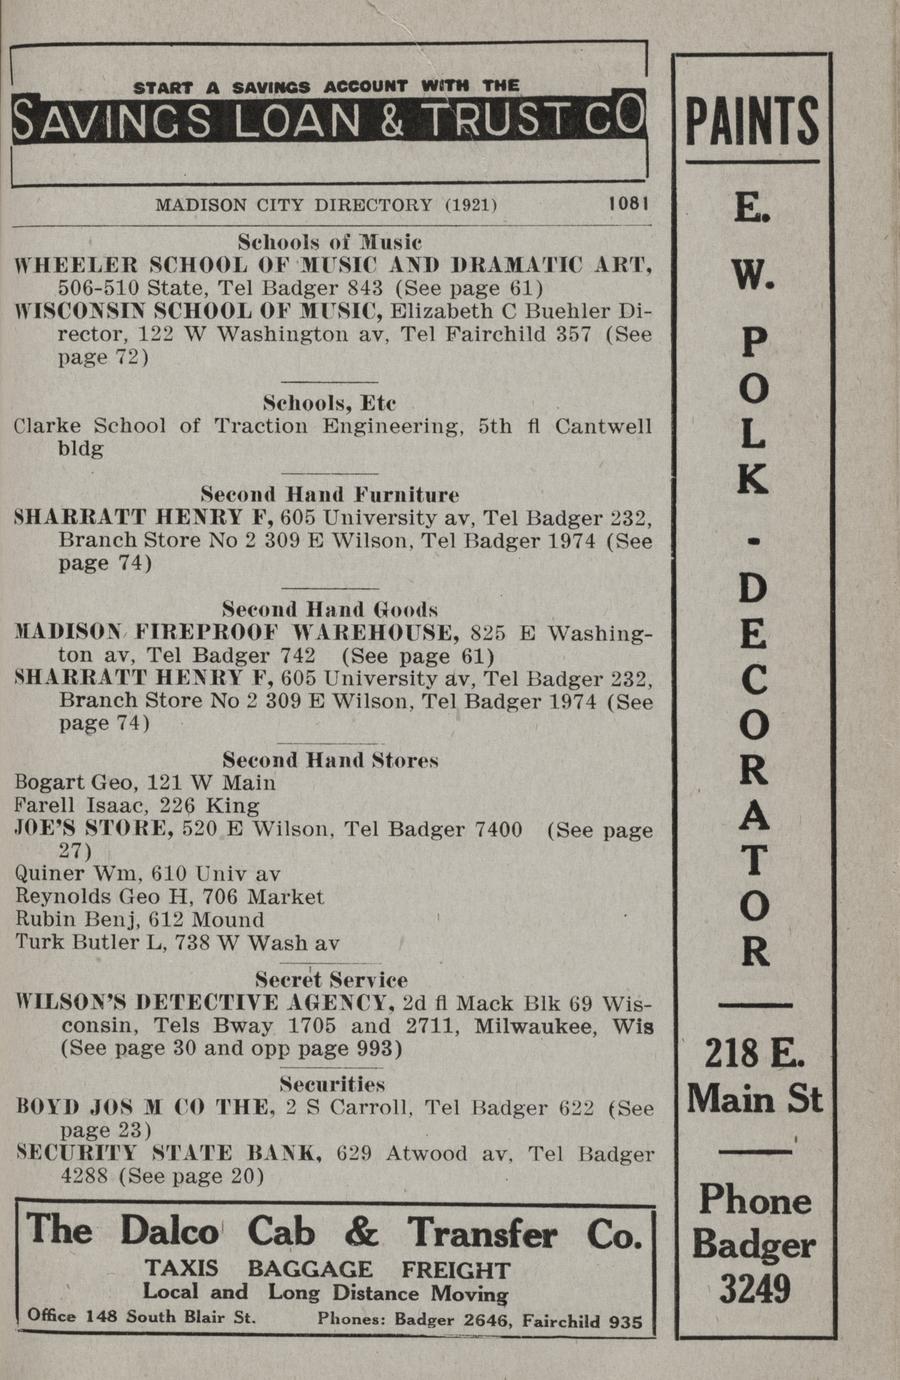 START A SAVINGS ACCOUNT WITH THE
SAVINGS LOAN & TRUST CO
MADISON CITY DIRECTORY (1921) 1081
Schools of Music
WHEELER SCHOOL OF MUSIC AND DRAMATIC ART,
506-510 State, Tel Badger 843 (See page 61)
WISCONSIN SCHOOL OF MUSIC, Elizabeth C Buehler Di-
rector, 122 W Washington av, Tel Fairchild 357 (See
page 72)
Schools, Etc
Clarke School of Traction Engineering, 5th fl Cantwell
bldg
Second Hand Furniture
SHARRATT HENRY F, 605 University av, Tel Badger 232,
Branch Store No 2 309 E Wilson, Tel Badger 1974 (See
page 74)
Second Hand Goods
MADISON FIREPROOF WAREHOUSE, 825 E Washing-
ton av, Tel Badger 742 (See page 61)
SHARRATT HENRY F, 605 University av, Tel Badger 232,
Branch Store No 2 309 E Wilson, Tel Badger 1974 (See
page 74)
Second Hand Stores
Bogart Geo, 121 W Main
Farell Isaac, 226 King
JOE'S STORE, 520 E Wilson, Tel Badger 7400 (See page
27)
Quiner Wm, 610 Univ av
Reynolds Geo H, 706 Market
Rubin Benj, 612 Mound
Turk Butler L, 738 W Wash av
Secret Service
WILSON'S DETECTIVE AGENCY, 2d fl Mack Blk 69 Wis-
consin, Tels Bway 1705 and 2711, Milwaukee, Wis
(See page 30 and opp page 993)
Securities
BOYD JOS M CO THE, 2 S Carroll, Tel Badger 622 (See
page 23)
SECURITY STATE BANK, 629 Atwood av, Tel Badger
4288 (See page 20)
The Dalco Cab & Transfer Co.
TAXIS BAGGAGE FREIGHT
Local and Long Distance Moving
Office 148 South Blair St. Phones: Badger 2646, Fairchild 935
PAINTS
E.
W.
P
O
L
K
-
D
E
C
O
R
A
T
O
R
218 E.
Main St
Phone
Badger
3249